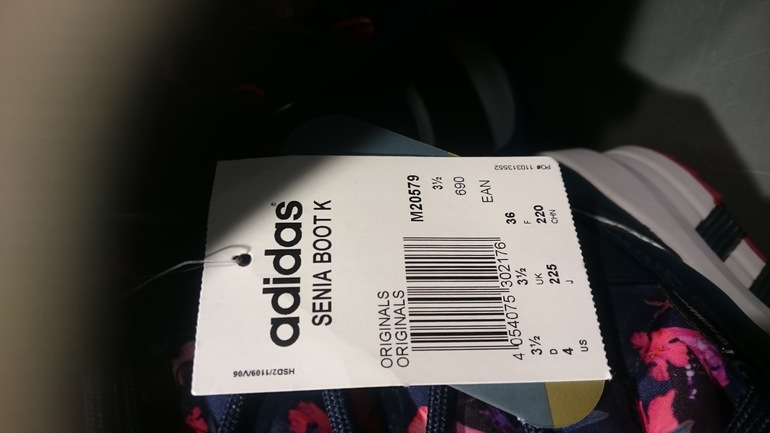 adidas®
SENIA BOOT K
ORIGINALS
ORIGINALS
M20579
3½
690
EAN
4 054075 302176
3½ 3½ 36
D UK F
4 225 220
US J CHN
HSD2/1109/V06
PO# 110313552